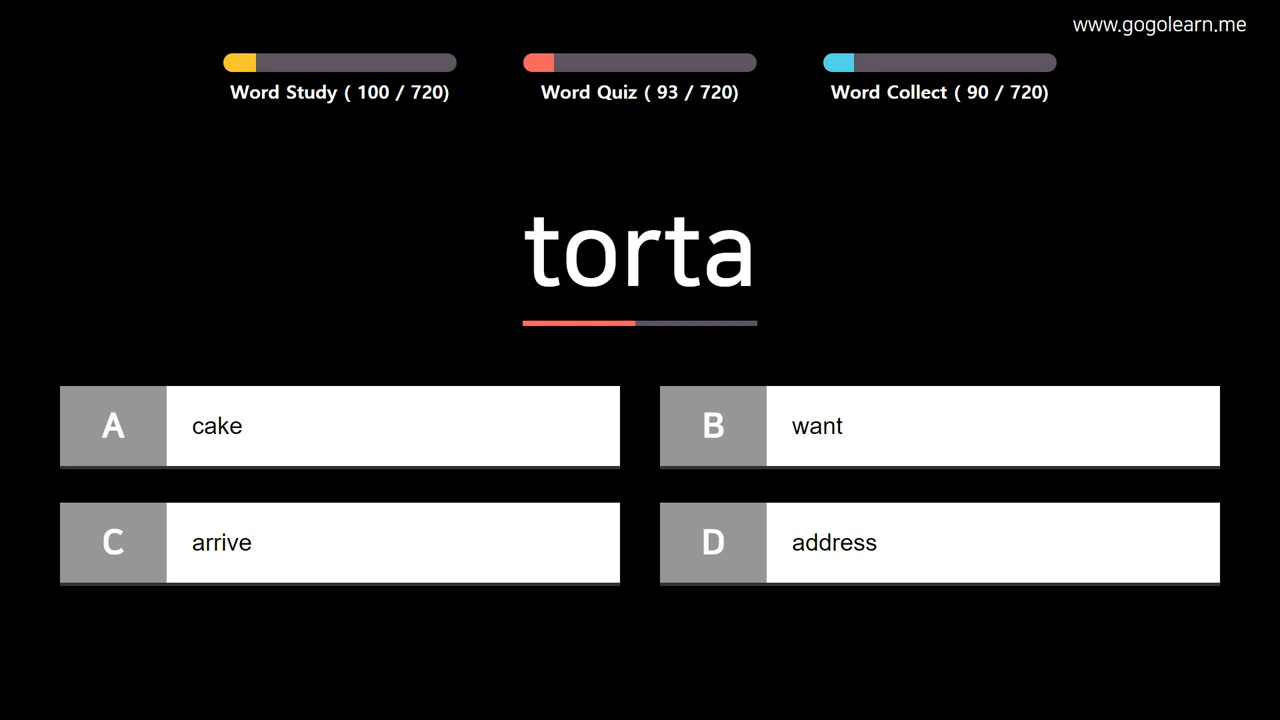 www.gogolearn.me
Word Study ( 100 / 720)
Word Quiz ( 93 / 720)
Word Collect ( 90 / 720)
torta
A cake
B want
C arrive
D address